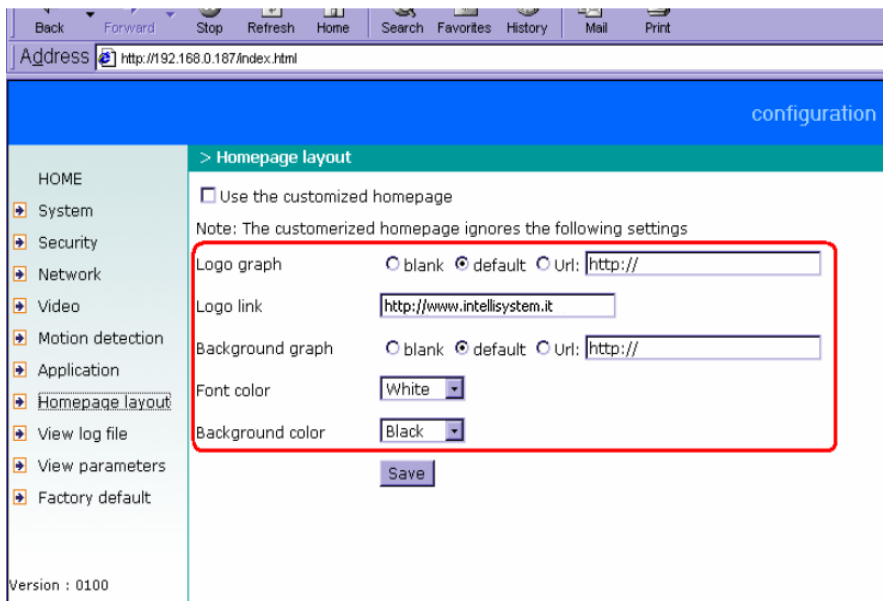 Back Forward Stop Refresh Home Search Favorites History Mail Print
Address http://192.168.0.187/index.html
configuration
HOME
System
Security
Network
Video
Motion detection
Application
Homepage layout
View log file
View parameters
Factory default
Version : 0100
> Homepage layout
Use the customized homepage
Note: The customerized homepage ignores the following settings
Logo graph blank default Url: http://
Logo link http://www.intellisystem.it
Background graph blank default Url: http://
Font color White
Background color Black
Save